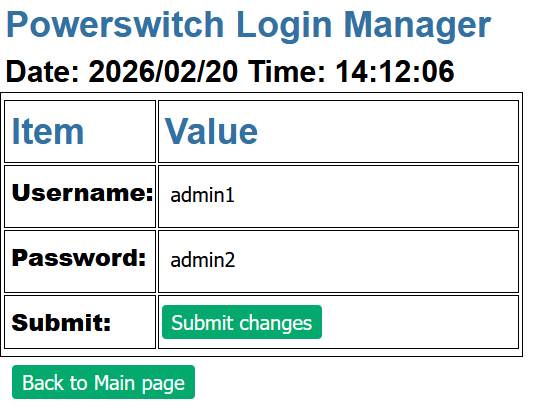 Powerswitch Login Manager
Date: 2026/02/20 Time: 14:12:06
Item Value
Username: admin1
Password: admin2
Submit: Submit changes
Back to Main page